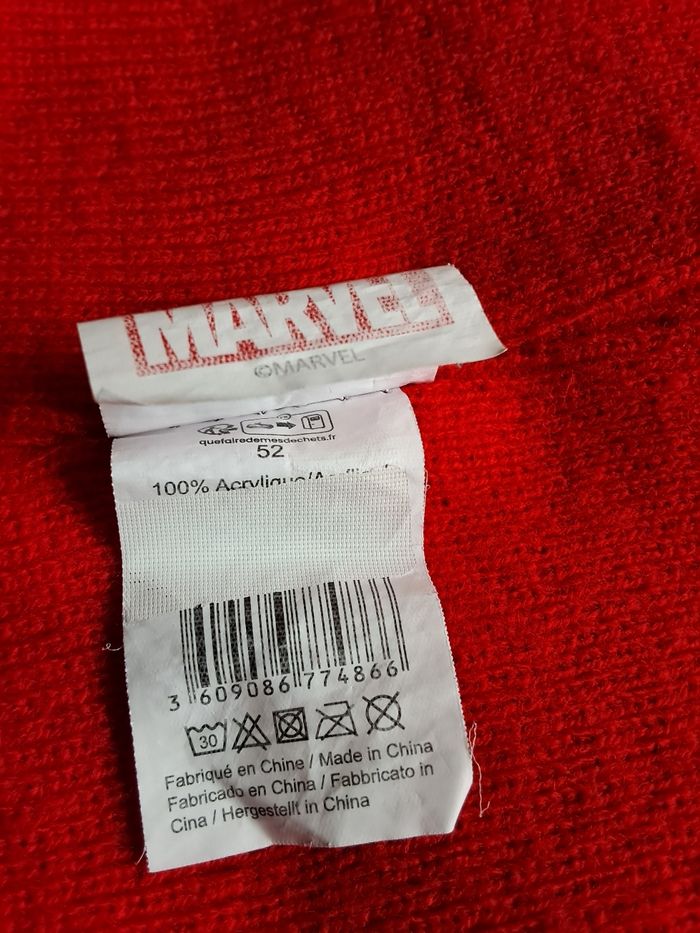 MARVEL
©MARVEL
quefairedemesdechets.fr
52
100% Acrylique/
3 609086 774866
30
Fabriqué en Chine / Made in China
Fabricado en China / Fabbricato in
Cina / Hergestellt in China